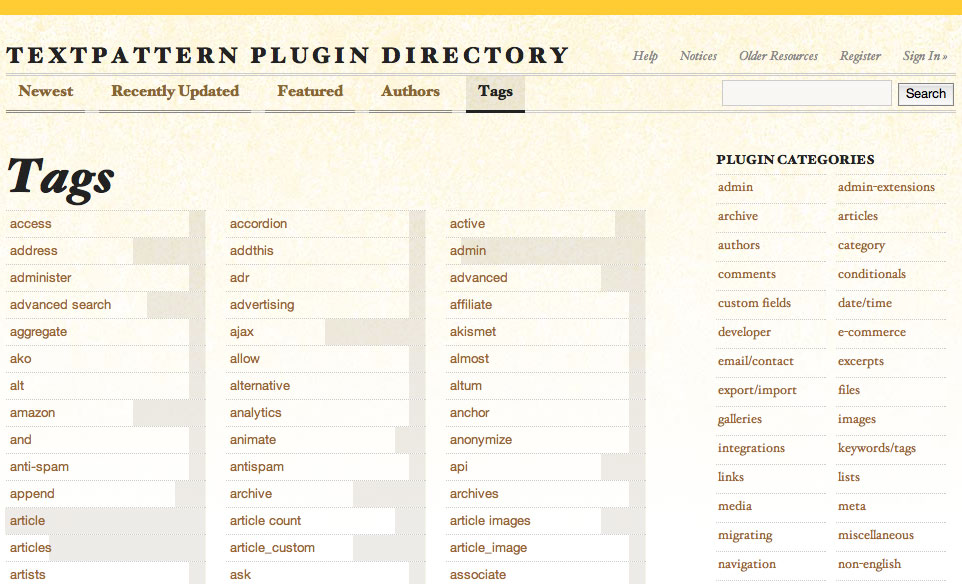 TEXTPATTERN PLUGIN DIRECTORY
Help Notices Older Resources Register Sign In »
Newest Recently Updated Featured Authors Tags Search
Tags
access accordion active
address addthis admin
administer adr advanced
advanced search advertising affiliate
aggregate ajax akismet
ako allow almost
alt alternative altum
amazon analytics anchor
and animate anonymize
anti-spam antispam api
append archive archives
article article count article images
articles article_custom article_image
artists ask associate
PLUGIN CATEGORIES
admin admin-extensions
archive articles
authors category
comments conditionals
custom fields date/time
developer e-commerce
email/contact excerpts
export/import files
galleries images
integrations keywords/tags
links lists
media meta
migrating miscellaneous
navigation non-english